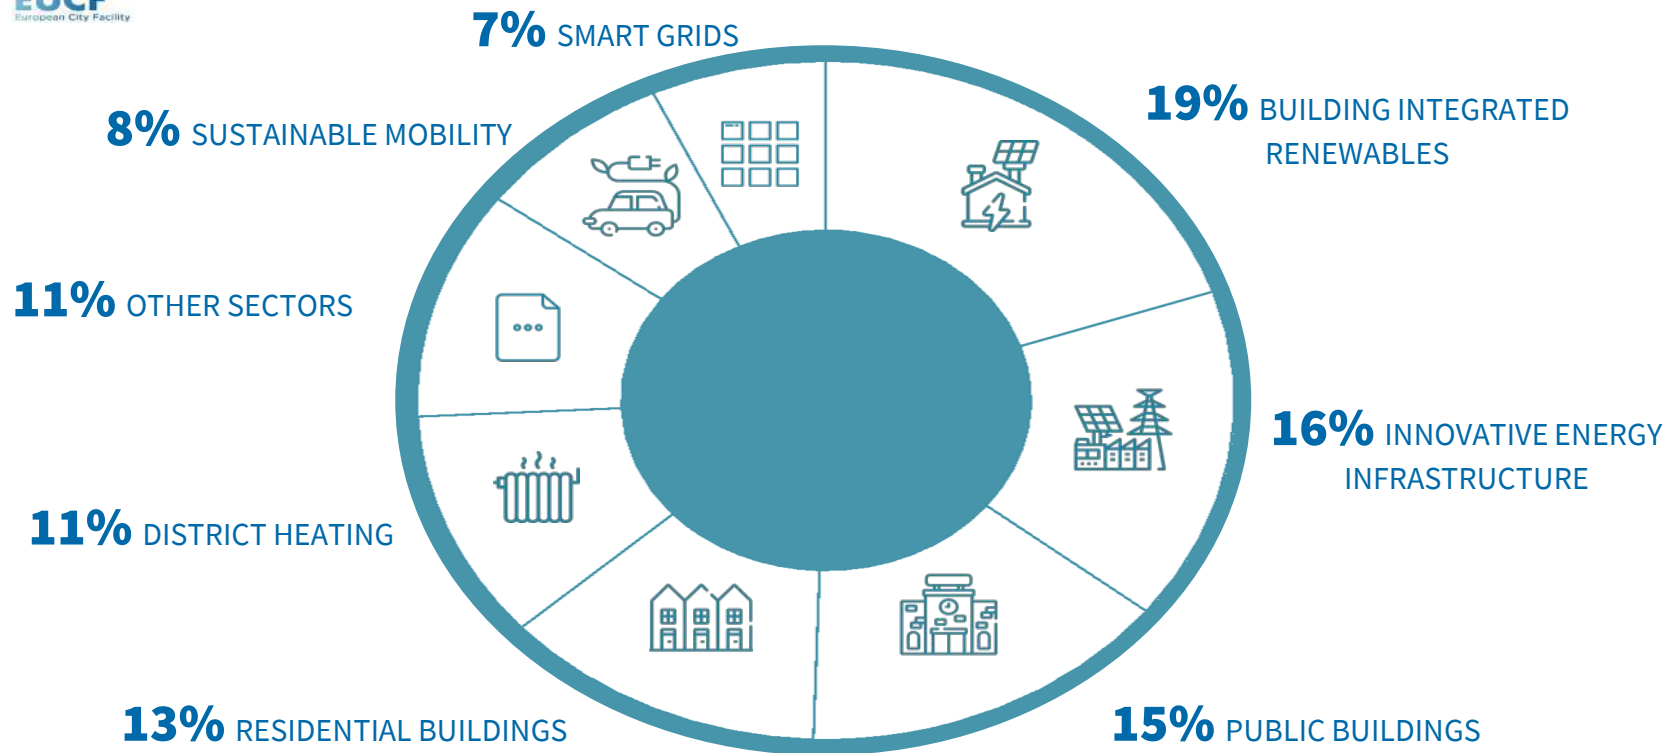 EUCF
European City Facility
7% SMART GRIDS
19% BUILDING INTEGRATED
RENEWABLES
8% SUSTAINABLE MOBILITY
11% OTHER SECTORS
16% INNOVATIVE ENERGY
INFRASTRUCTURE
11% DISTRICT HEATING
13% RESIDENTIAL BUILDINGS
15% PUBLIC BUILDINGS